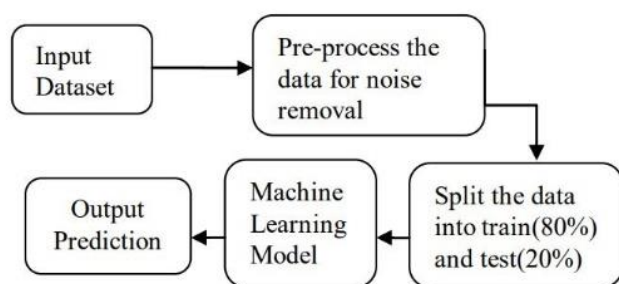 Input
Dataset
Pre-process the
data for noise
removal
Split the data
into train(80%)
and test(20%)
Machine
Learning
Model
Output
Prediction